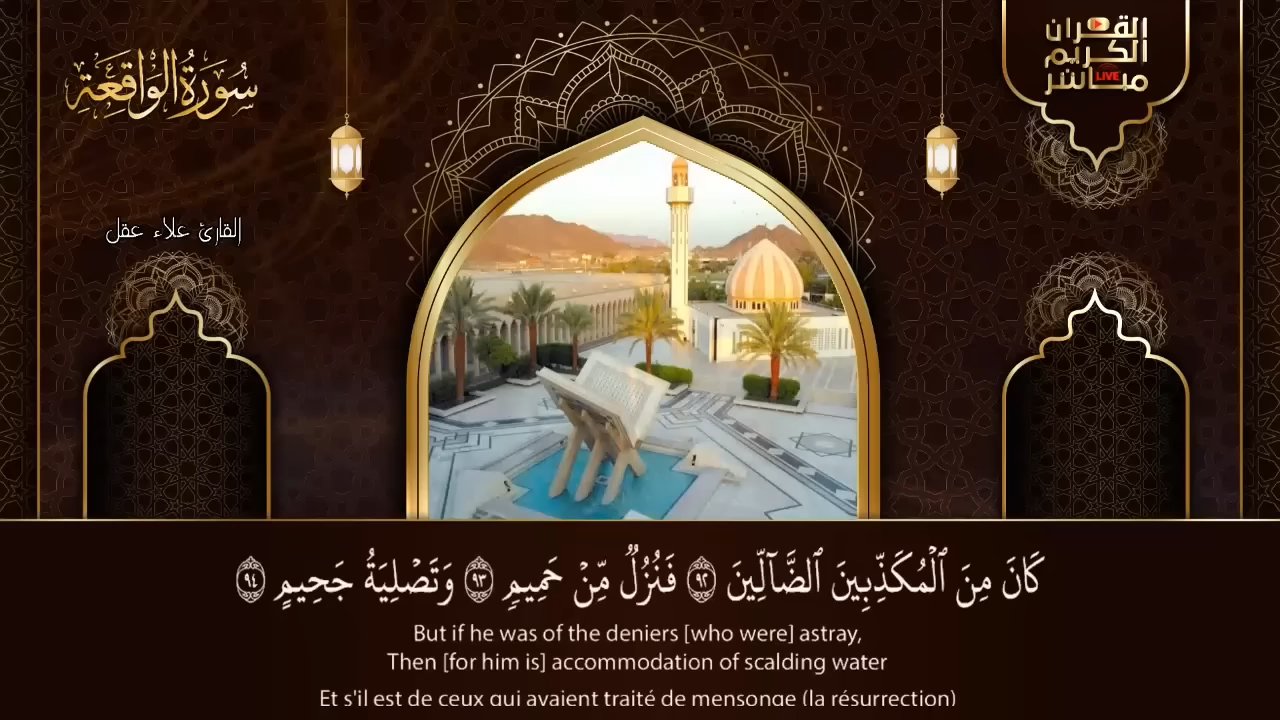 سُورَةُ الْوَاقِعَة
القرآن
الكريم
مباشر
LIVE
القارئ علاء عقل
كَانَ مِنَ ٱلْمُكَذِّبِينَ ٱلضَّآلِّينَ ٩٢ فَنُزُلٌ مِّنْ حَمِيمٍ ٩٣ وَتَصْلِيَةُ جَحِيمٍ ٩٤
But if he was of the deniers [who were] astray,
Then [for him is] accommodation of scalding water
Et s'il est de ceux qui avaient traité de mensonge (la résurrection)